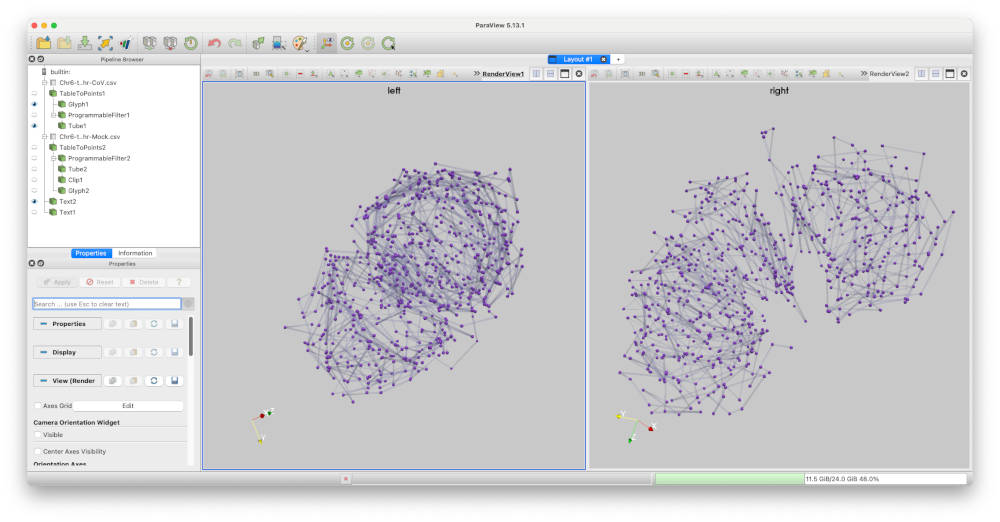 ParaView 5.13.1
3D
3D
Pipeline Browser
Layout #1
+
RenderView1
RenderView2
builtin:
Chr6-t...hr-CoV.csv
TableToPoints1
Glyph1
ProgrammableFilter1
Tube1
Chr6-t...hr-Mock.csv
TableToPoints2
ProgrammableFilter2
Tube2
Clip1
Glyph2
Text2
Text1
left
right
Properties
Information
Properties
Apply
Reset
Delete
?
Search ... (use Esc to clear text)
Properties
Display
View (Render
Axes Grid
Edit
Camera Orientation Widget
Visible
Center Axes Visibility
Orientation Axes
Z
Y
Y
X
Z
11.5 GiB/24.0 GiB 48.0%